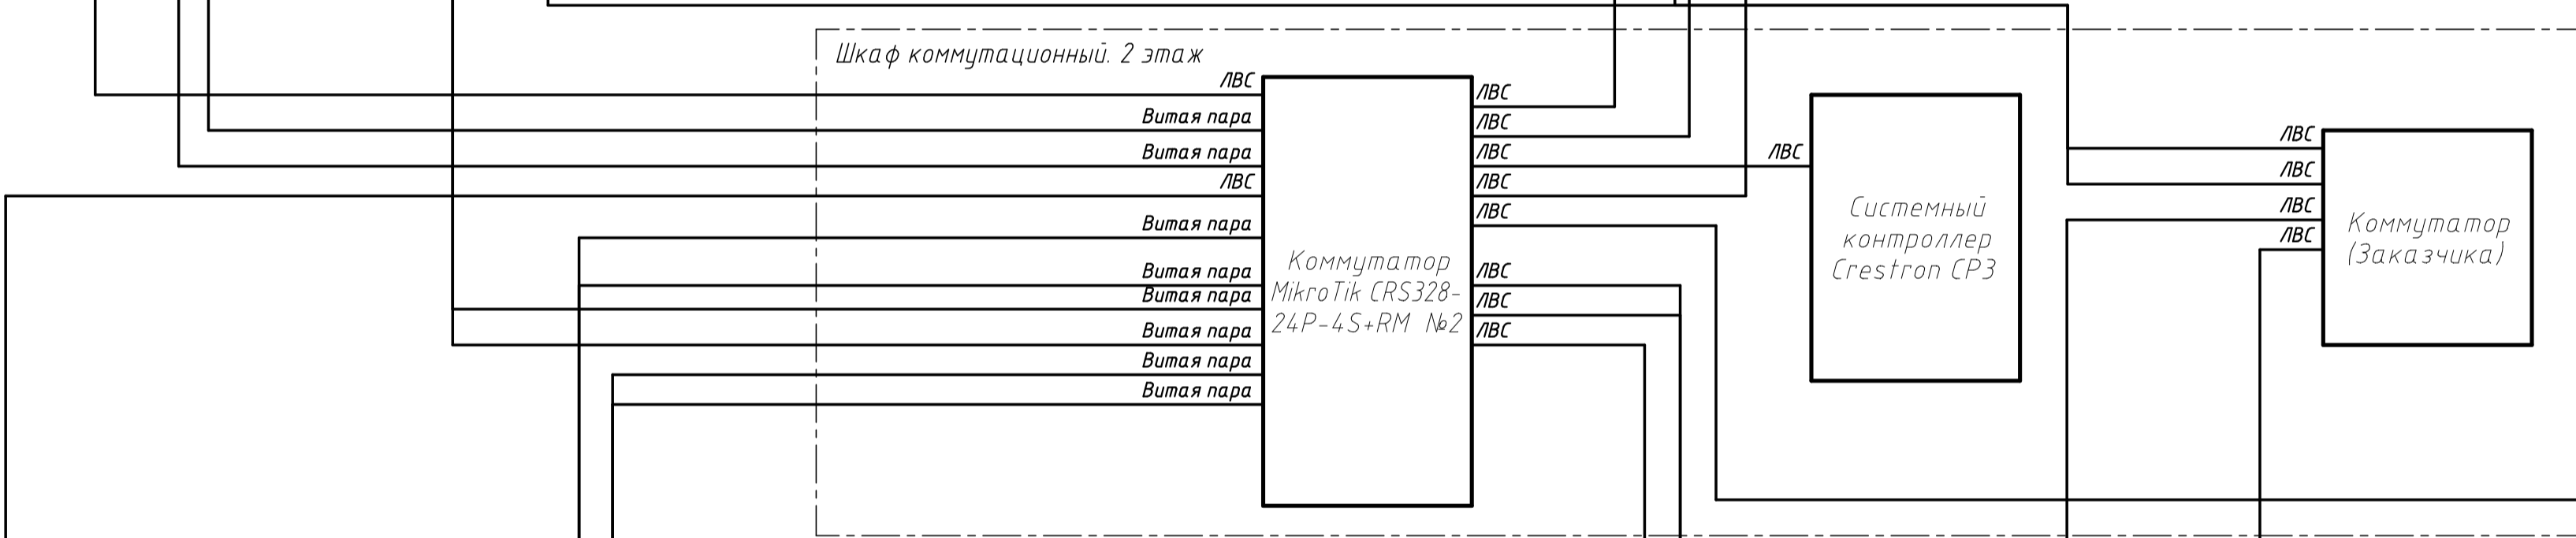 Шкаф коммутационный. 2 этаж
ЛВС
Витая пара
Витая пара
ЛВС
Витая пара
Витая пара
Витая пара
Витая пара
Витая пара
Витая пара
Коммутатор
MikroTik CRS328-
24P-4S+RM №2
ЛВС
ЛВС
ЛВС
ЛВС
ЛВС
ЛВС
ЛВС
ЛВС
ЛВС
Системный
контроллер
Crestron CP3
ЛВС
ЛВС
ЛВС
ЛВС
Коммутатор
(Заказчика)